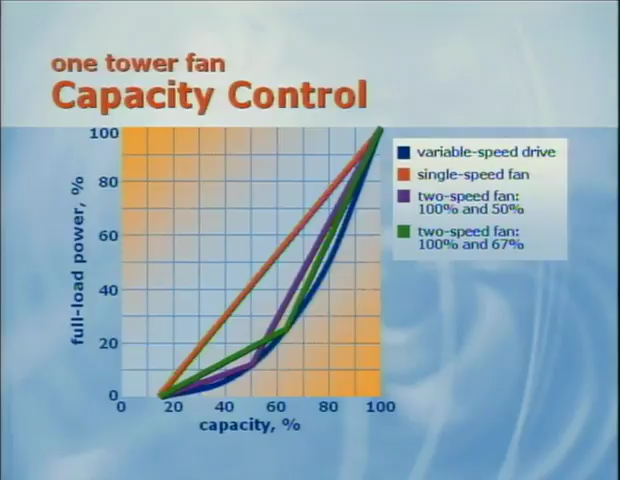 one tower fan
Capacity Control
100
80
60
40
20
0
full-load power, %
0 20 40 60 80 100
capacity, %
variable-speed drive
single-speed fan
two-speed fan:
100% and 50%
two-speed fan:
100% and 67%